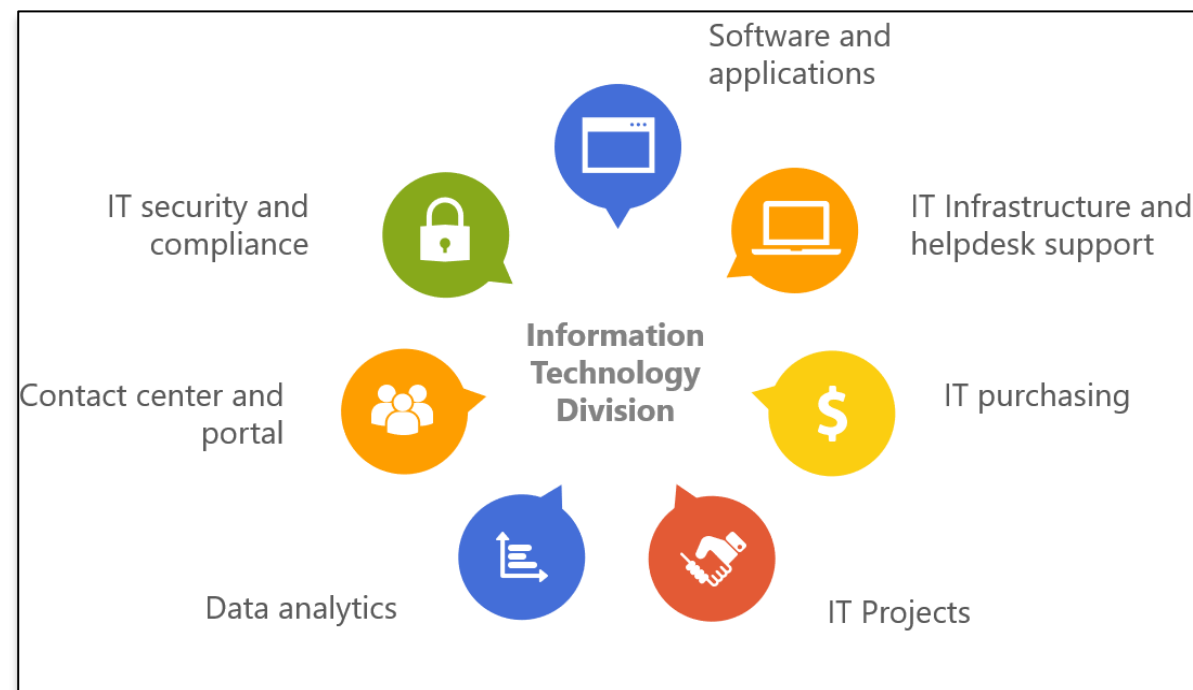 Software and
applications
IT security and
compliance
IT Infrastructure and
helpdesk support
Information
Technology
Division
Contact center and
portal
$
IT purchasing
Data analytics
IT Projects